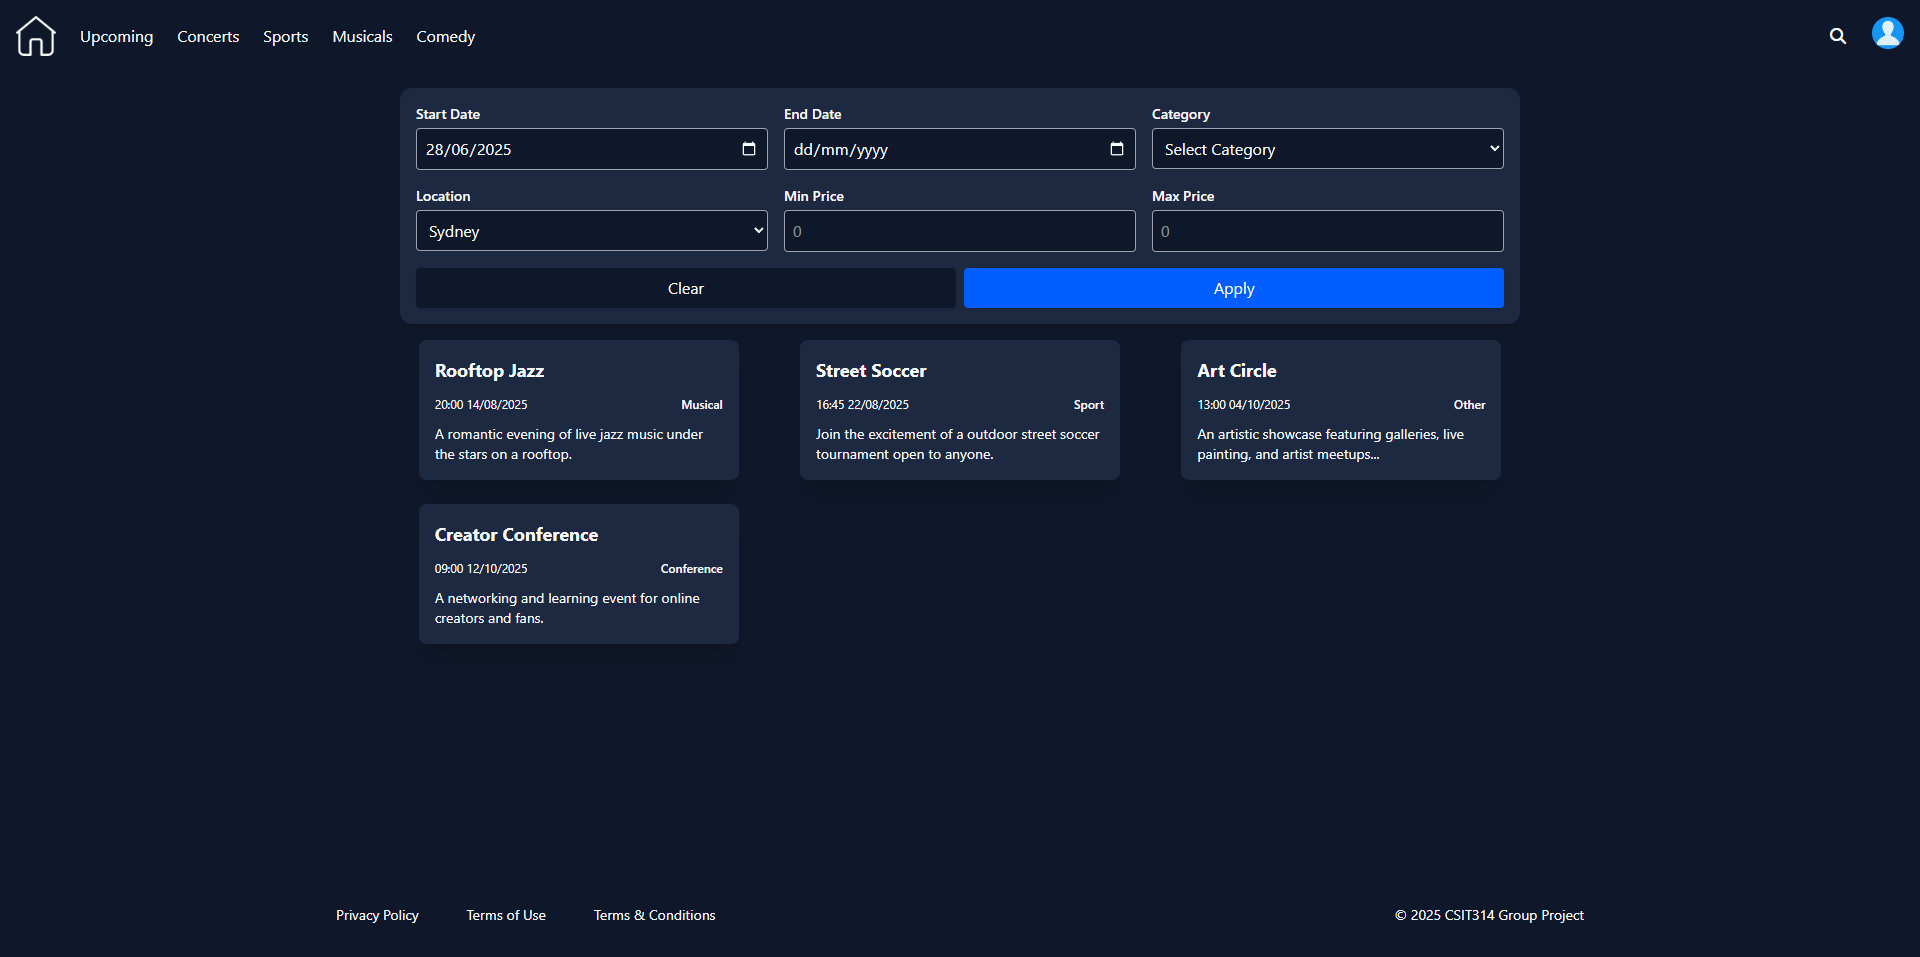 Upcoming Concerts Sports Musicals Comedy
Start Date End Date Category
28/06/2025 dd/mm/yyyy Select Category
Location Min Price Max Price
Sydney 0 0
Clear Apply
Rooftop Jazz
20:00 14/08/2025 Musical
A romantic evening of live jazz music under
the stars on a rooftop.
Street Soccer
16:45 22/08/2025 Sport
Join the excitement of a outdoor street soccer
tournament open to anyone.
Art Circle
13:00 04/10/2025 Other
An artistic showcase featuring galleries, live
painting, and artist meetups...
Creator Conference
09:00 12/10/2025 Conference
A networking and learning event for online
creators and fans.
Privacy Policy Terms of Use Terms & Conditions © 2025 CSIT314 Group Project